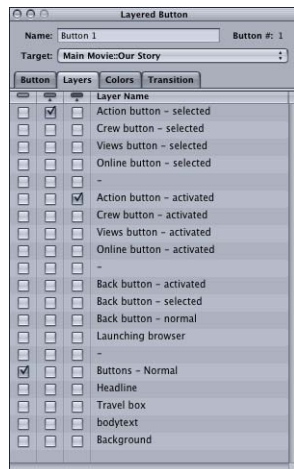 Layered Button
Name: Button 1 Button #: 1
Target: Main Movie::Our Story
Button Layers Colors Transition
Layer Name
Action button – selected
Crew button – selected
Views button – selected
Online button – selected
–
Action button – activated
Crew button – activated
Views button – activated
Online button – activated
–
Back button – activated
Back button – selected
Back button – normal
Launching browser
–
Buttons – Normal
Headline
Travel box
bodytext
Background